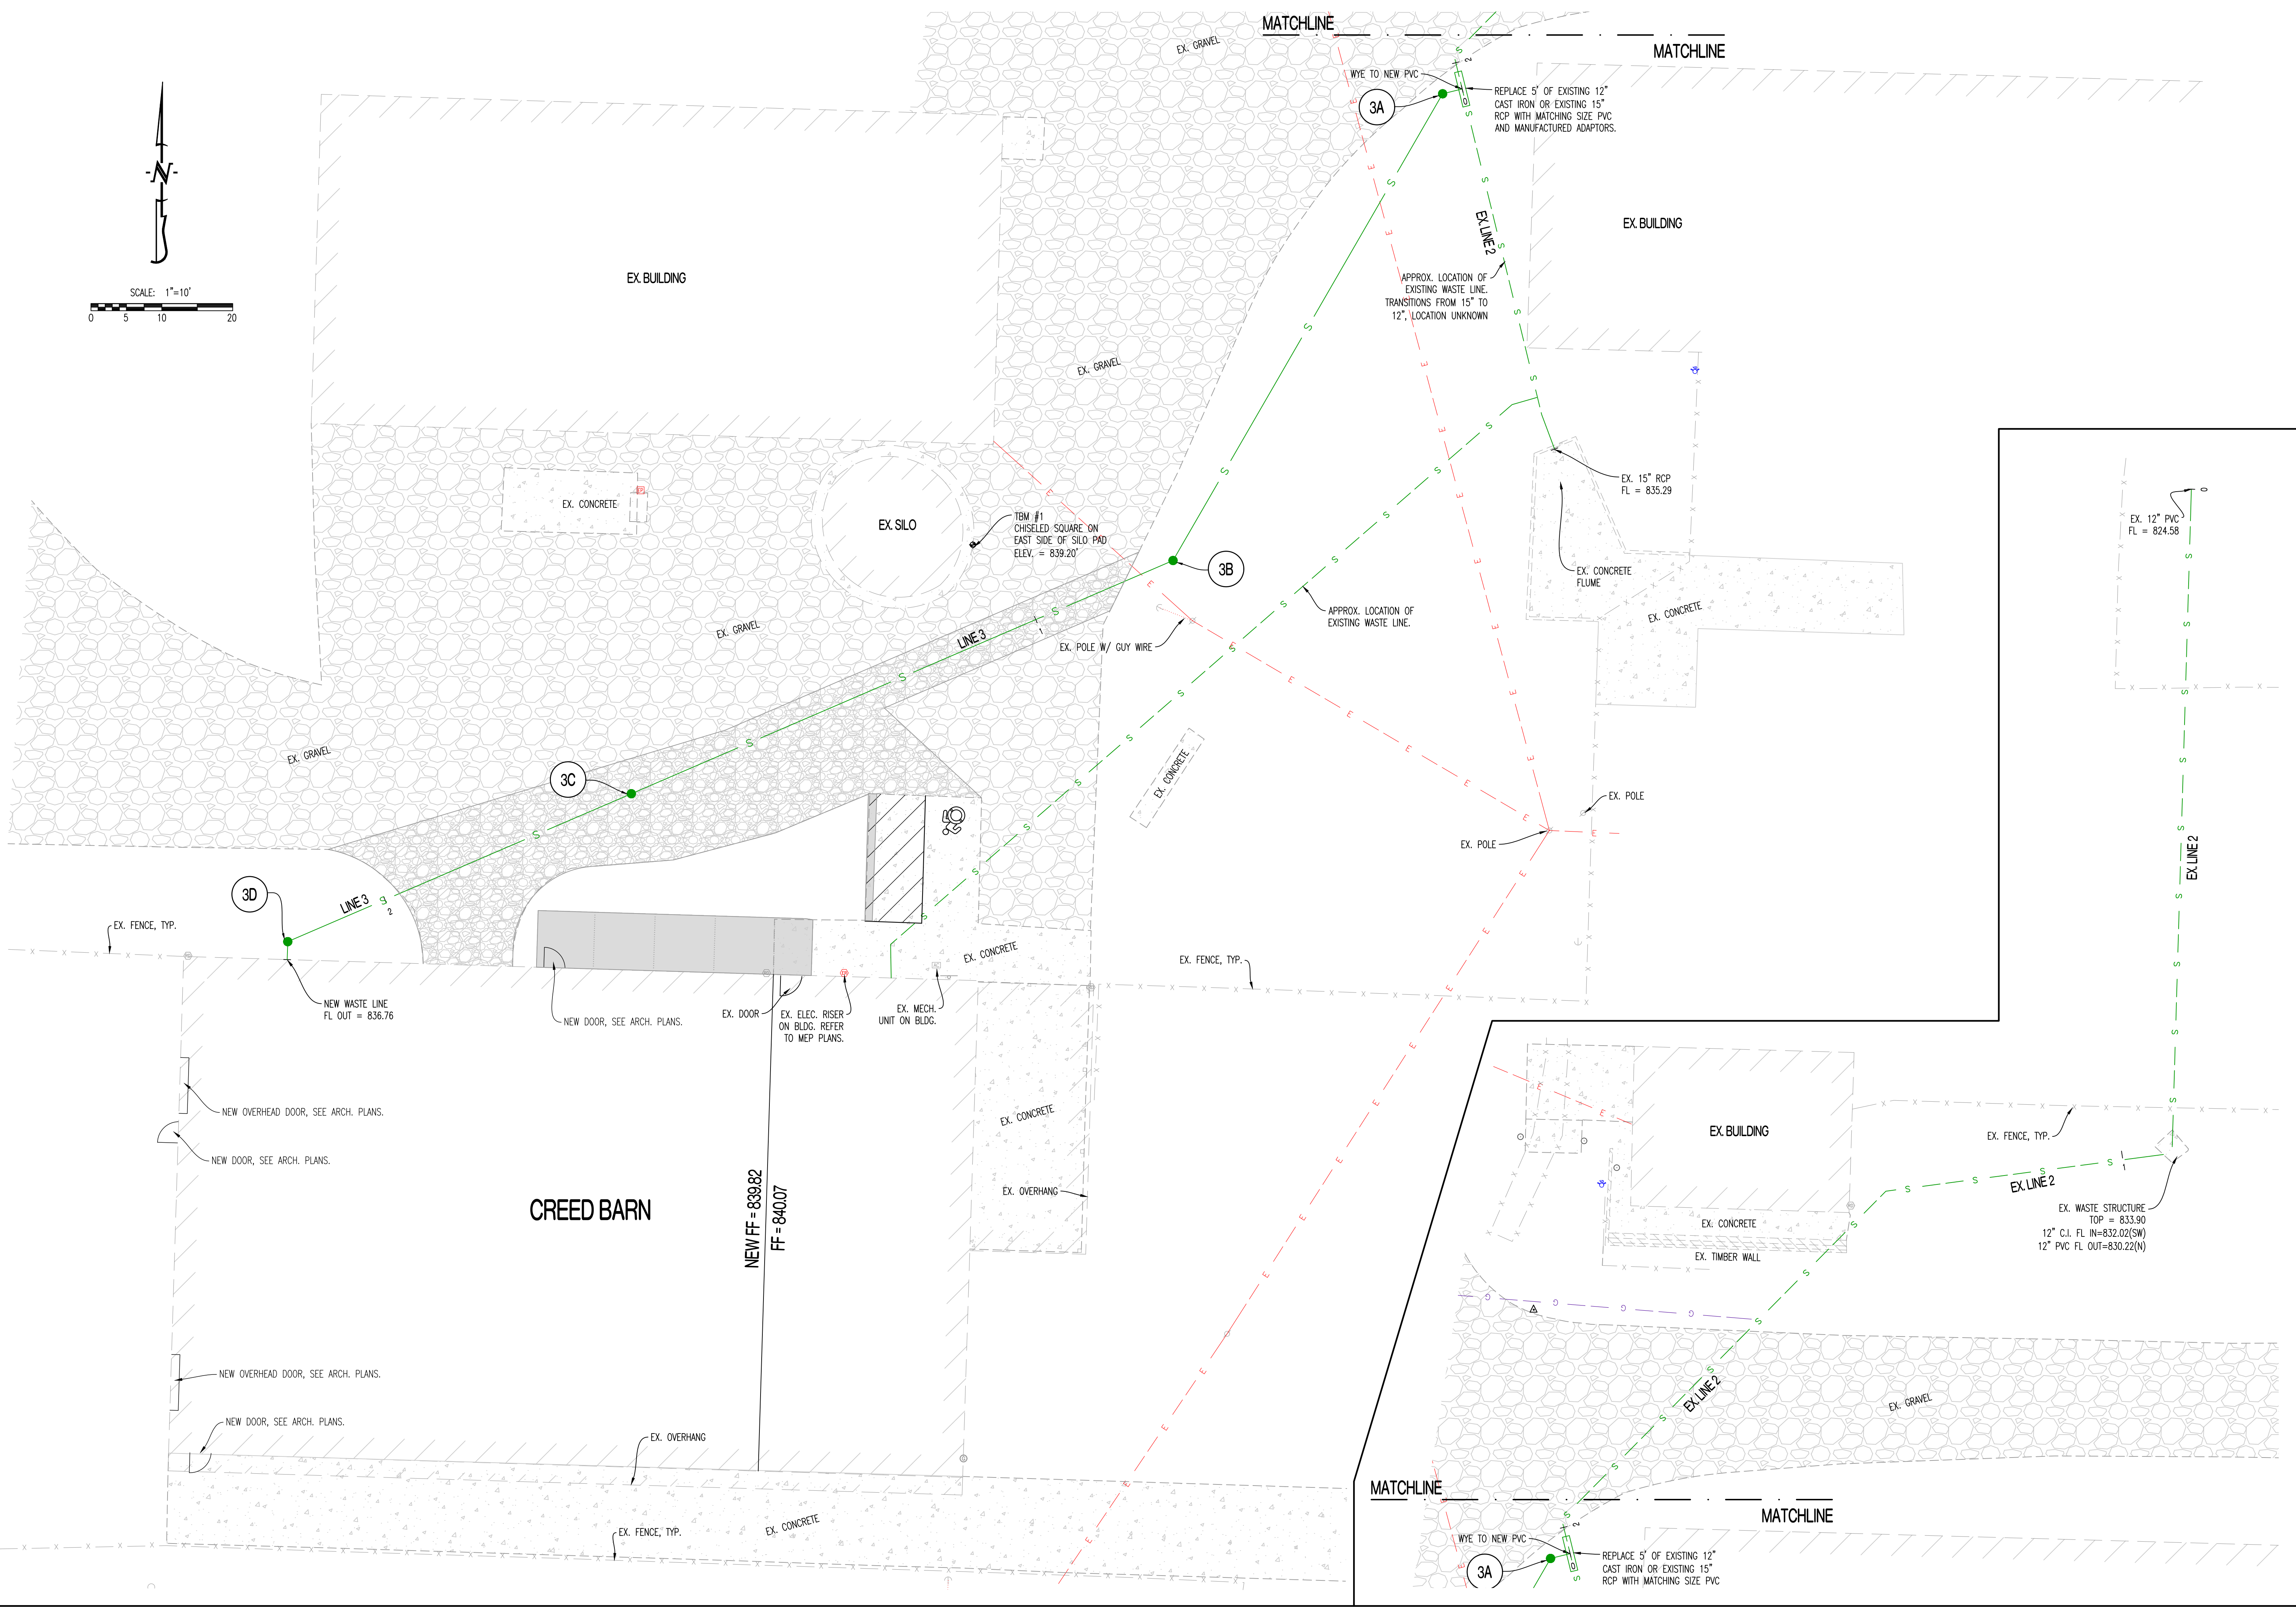 MATCHLINE
MATCHLINE
EX. GRAVEL
WYE TO NEW PVC
3A
2
0
REPLACE 5' OF EXISTING 12"
CAST IRON OR EXISTING 15"
RCP WITH MATCHING SIZE PVC
AND MANUFACTURED ADAPTORS.
N
SCALE: 1"=10'
0 5 10 20
EX. BUILDING
EX. BUILDING
EX. LINE 2
APPROX. LOCATION OF
EXISTING WASTE LINE.
TRANSITIONS FROM 15" TO
12", LOCATION UNKNOWN
EX. GRAVEL
EX. 15" RCP
FL = 835.29
EX. CONCRETE
EX. SILO
TBM #1
CHISELED SQUARE ON
EAST SIDE OF SILO PAD
ELEV. = 839.20'
3B
EX. CONCRETE
FLUME
EX. CONCRETE
APPROX. LOCATION OF
EXISTING WASTE LINE.
EX. GRAVEL
LINE 3
1
EX. POLE W/ GUY WIRE
EX. GRAVEL
3C
EX. CONCRETE
EX. POLE
EX. POLE
3D
LINE 3
2
EX. FENCE, TYP.
EX. CONCRETE
EX. FENCE, TYP.
NEW WASTE LINE
FL OUT = 836.76
NEW DOOR, SEE ARCH. PLANS.
EX. DOOR
EX. ELEC. RISER
ON BLDG. REFER
TO MEP PLANS.
EX. MECH.
UNIT ON BLDG.
NEW OVERHEAD DOOR, SEE ARCH. PLANS.
NEW DOOR, SEE ARCH. PLANS.
CREED BARN
NEW FF = 839.82
FF = 840.07
EX. CONCRETE
EX. OVERHANG
NEW OVERHEAD DOOR, SEE ARCH. PLANS.
NEW DOOR, SEE ARCH. PLANS.
EX. OVERHANG
EX. FENCE, TYP.
EX. CONCRETE
EX. 12" PVC
FL = 824.58
0
EX. LINE 2
EX. BUILDING
EX. FENCE, TYP.
1
EX. LINE 2
EX. WASTE STRUCTURE
TOP = 833.90
12" C.I. FL IN=832.02(SW)
12" PVC FL OUT=830.22(N)
EX. CONCRETE
EX. TIMBER WALL
EX. LINE 2
EX. GRAVEL
MATCHLINE
MATCHLINE
WYE TO NEW PVC
3A
2
0
REPLACE 5' OF EXISTING 12"
CAST IRON OR EXISTING 15"
RCP WITH MATCHING SIZE PVC